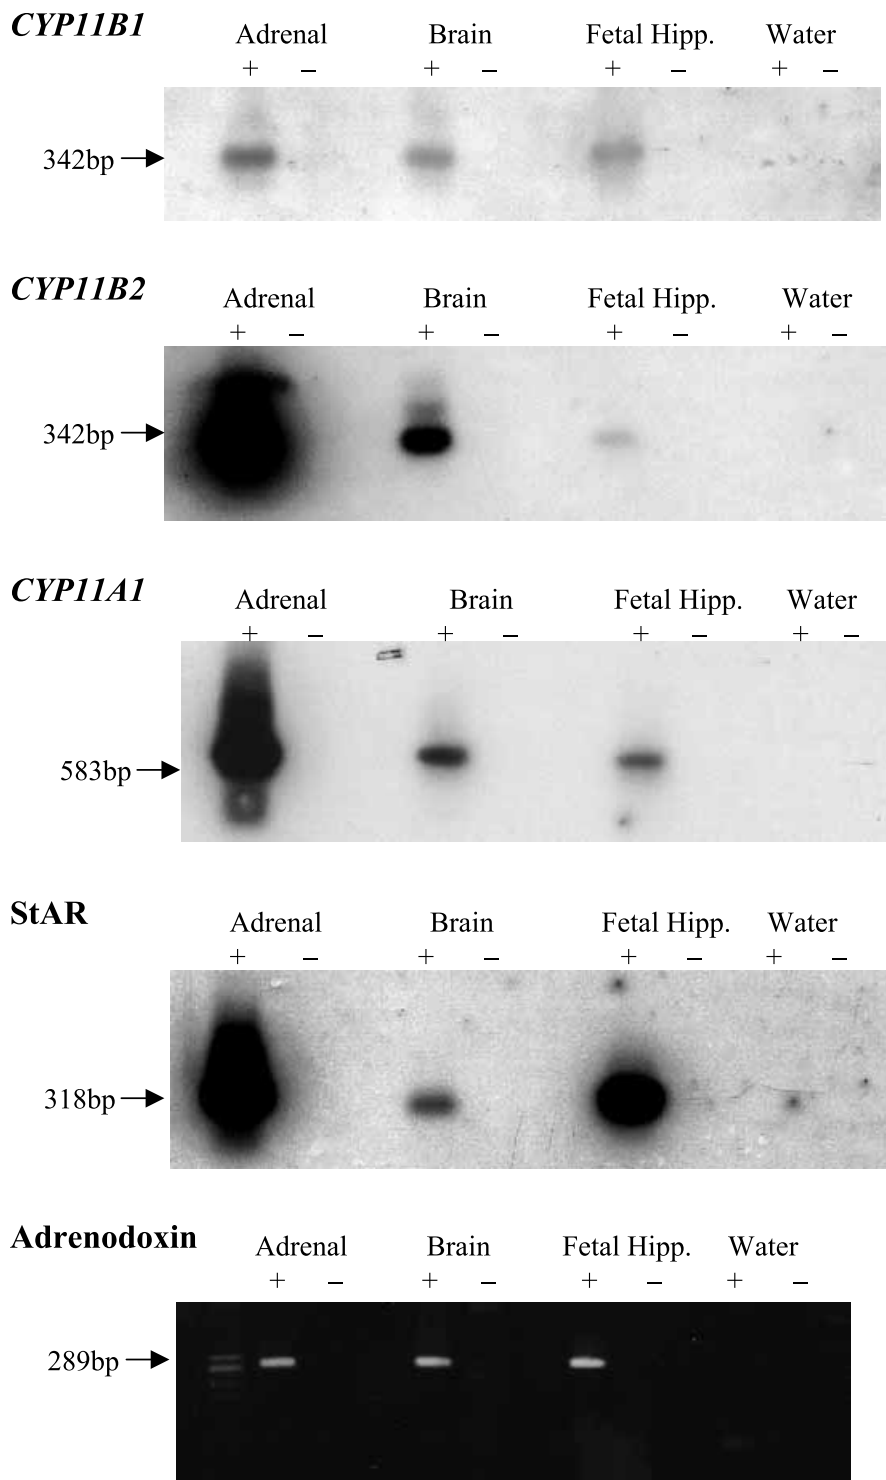 CYP11B1
Adrenal Brain Fetal Hipp. Water
+ – + – + – + –
342bp
CYP11B2
Adrenal Brain Fetal Hipp. Water
+ – + – + – + –
342bp
CYP11A1
Adrenal Brain Fetal Hipp. Water
+ – + – + – + –
583bp
StAR
Adrenal Brain Fetal Hipp. Water
+ – + – + – + –
318bp
Adrenodoxin
Adrenal Brain Fetal Hipp. Water
+ – + – + – + –
289bp